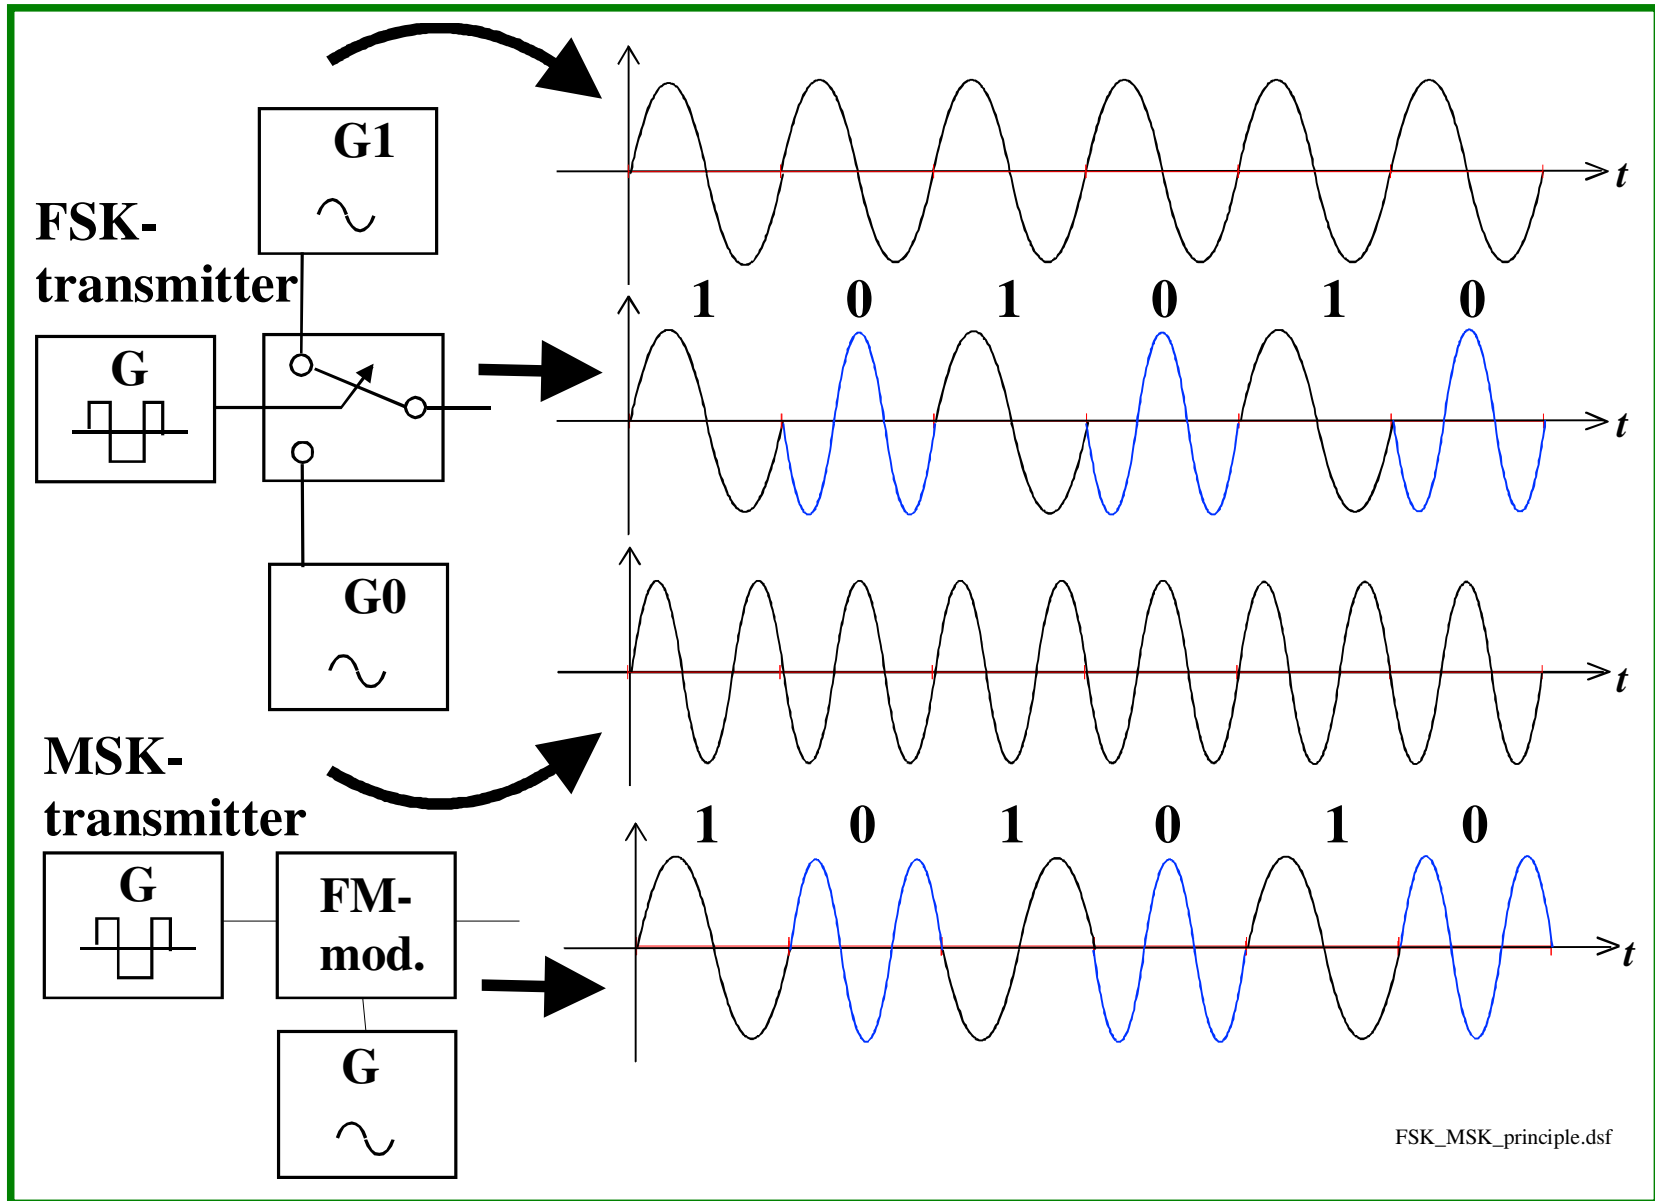 G1
t
FSK-
transmitter
1 0 1 0 1 0
G
t
G0
t
MSK-
transmitter
1 0 1 0 1 0
G
FM-
mod.
t
G
FSK_MSK_principle.dsf